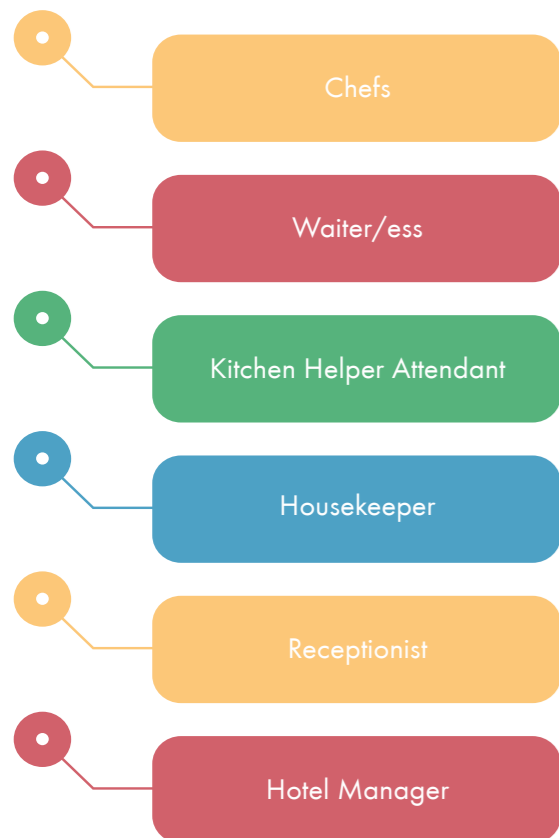 Chefs
Waiter/ess
Kitchen Helper Attendant
Housekeeper
Receptionist
Hotel Manager